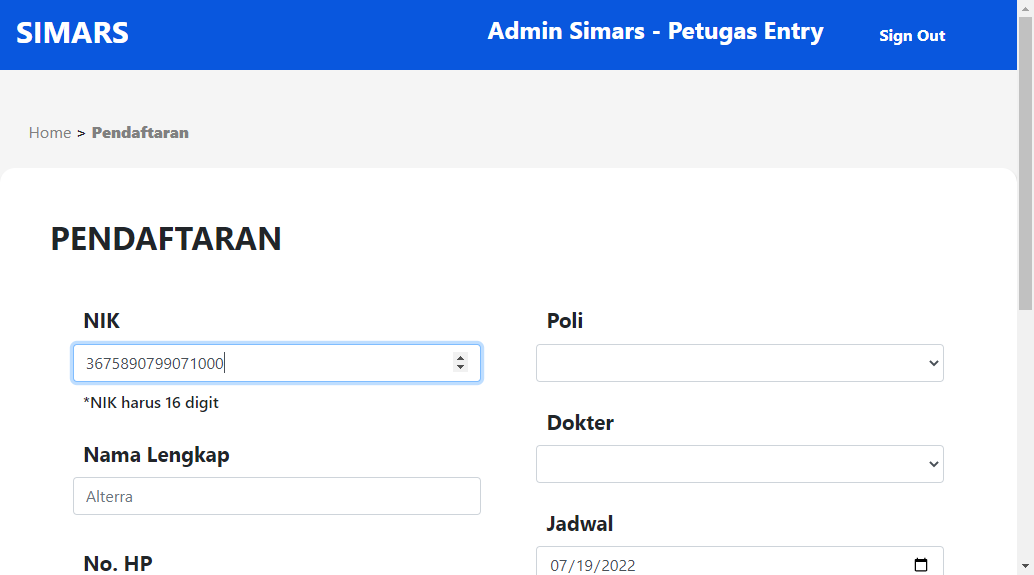 SIMARS
Admin Simars - Petugas Entry
Sign Out
Home > Pendaftaran
PENDAFTARAN
NIK
3675890799071000
*NIK harus 16 digit
Nama Lengkap
Alterra
No. HP
Poli
Dokter
Jadwal
07/19/2022